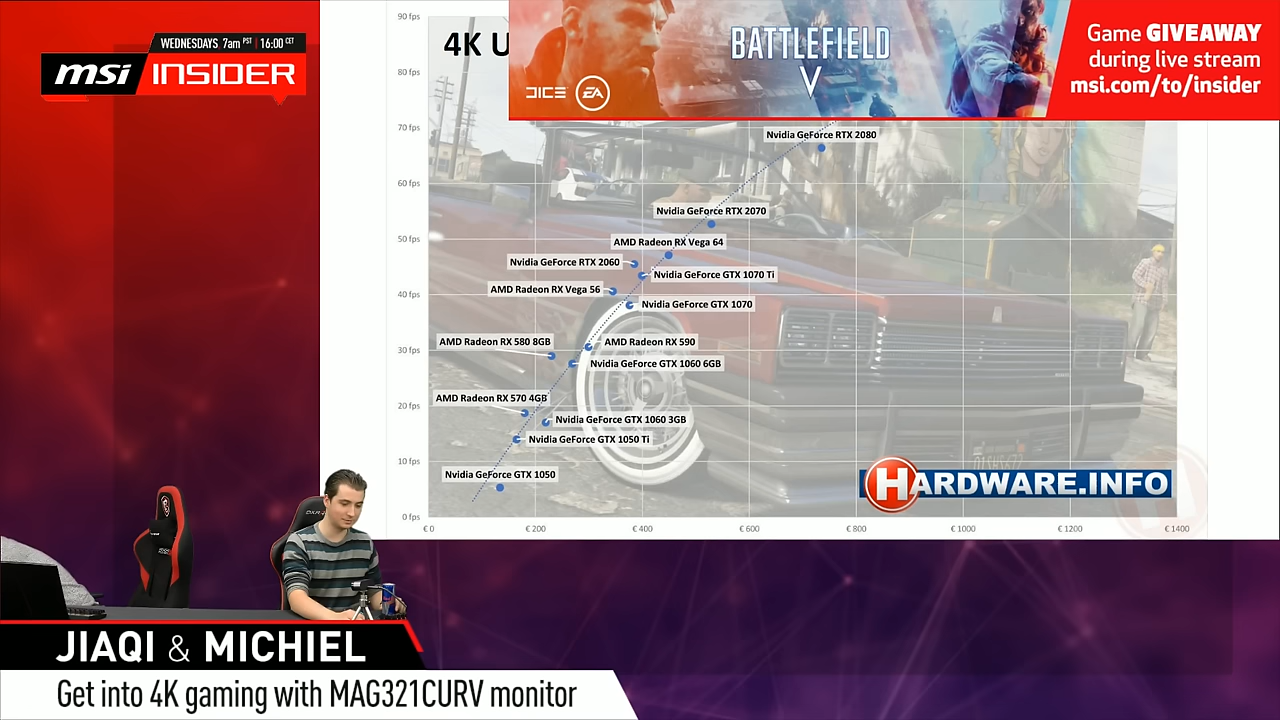 WEDNESDAYS 7am PST | 16:00 CET
msi INSIDER
4K U
DICE EA
BATTLEFIELD
V
Game GIVEAWAY
during live stream
msi.com/to/insider
90 fps
80 fps
70 fps
60 fps
50 fps
40 fps
30 fps
20 fps
10 fps
0 fps
Nvidia GeForce RTX 2080
Nvidia GeForce RTX 2070
AMD Radeon RX Vega 64
Nvidia GeForce RTX 2060
Nvidia GeForce GTX 1070 Ti
AMD Radeon RX Vega 56
Nvidia GeForce GTX 1070
AMD Radeon RX 580 8GB
AMD Radeon RX 590
Nvidia GeForce GTX 1060 6GB
AMD Radeon RX 570 4GB
Nvidia GeForce GTX 1060 3GB
Nvidia GeForce GTX 1050 Ti
Nvidia GeForce GTX 1050
HARDWARE.INFO
€ 0
€ 200
€ 400
€ 600
€ 800
€ 1000
€ 1200
€ 1400
JIAQI & MICHIEL
Get into 4K gaming with MAG321CURV monitor